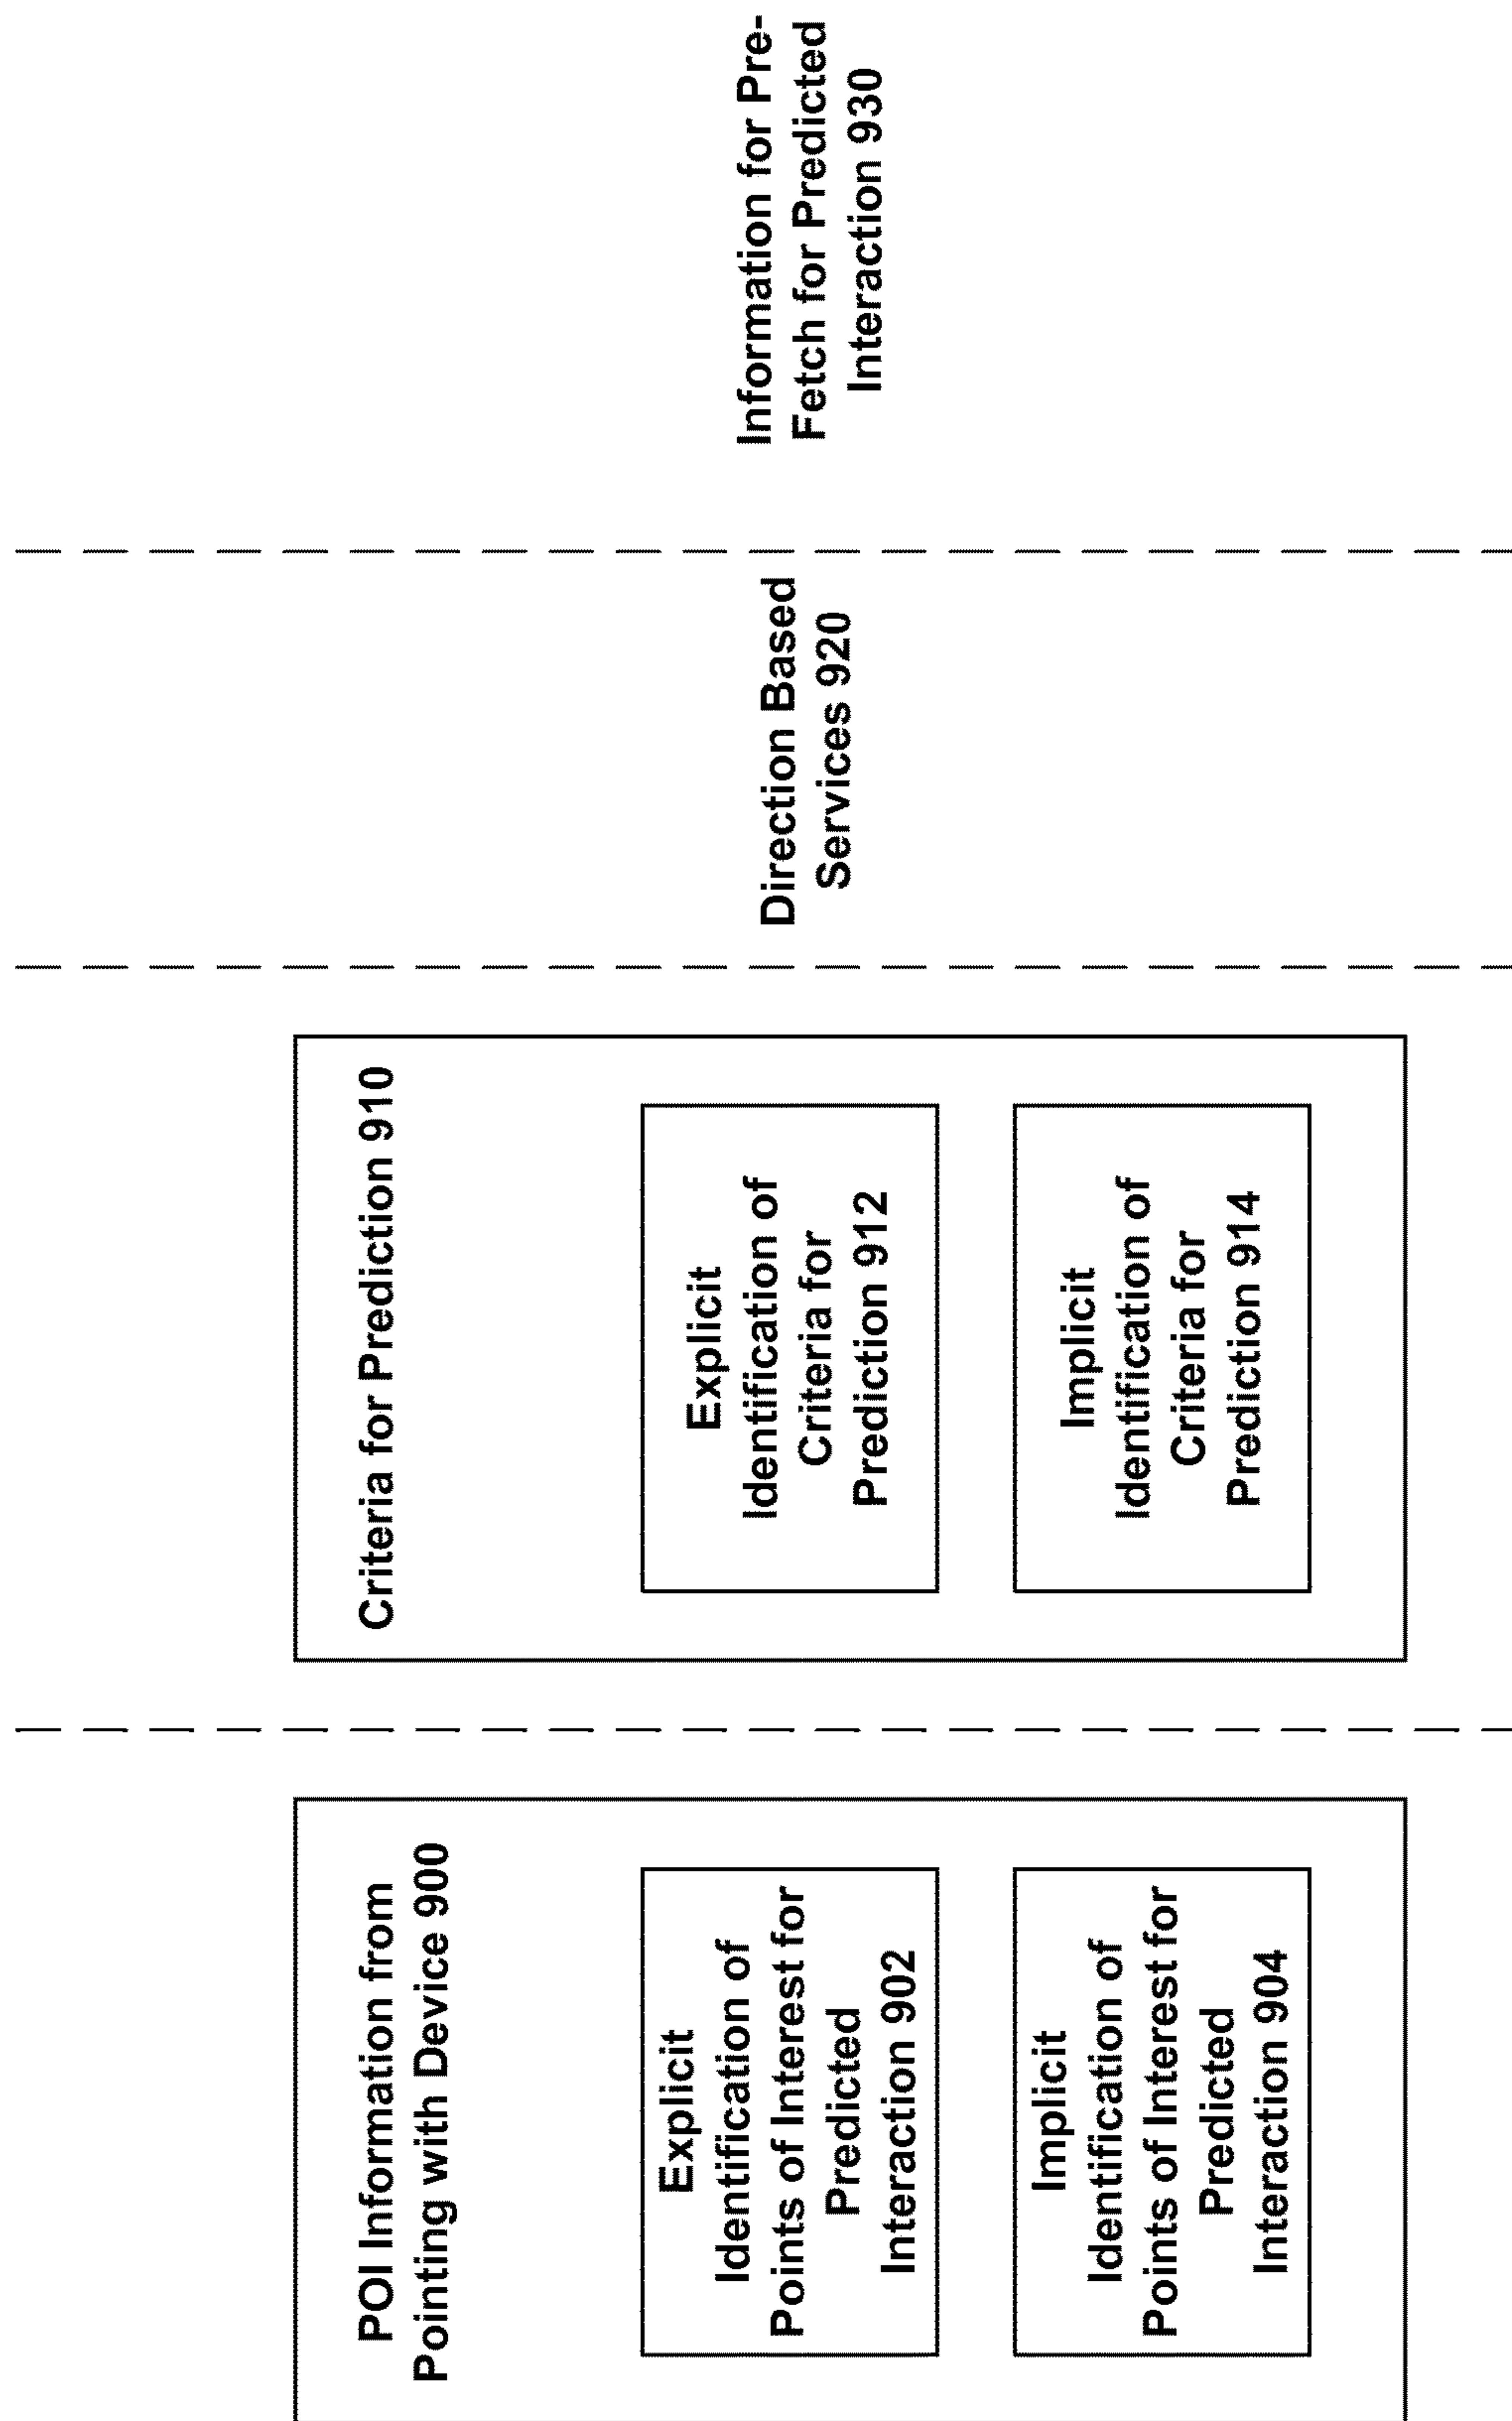 POI Information from
Pointing with Device 900
Explicit
Identification of
Points of Interest for
Predicted
Interaction 902
Implicit
Identification of
Points of Interest for
Predicted
Interaction 904
Criteria for Prediction 910
Explicit
Identification of
Criteria for
Prediction 912
Implicit
Identification of
Criteria for
Prediction 914
Direction Based
Services 920
Information for Pre-
Fetch for Predicted
Interaction 930